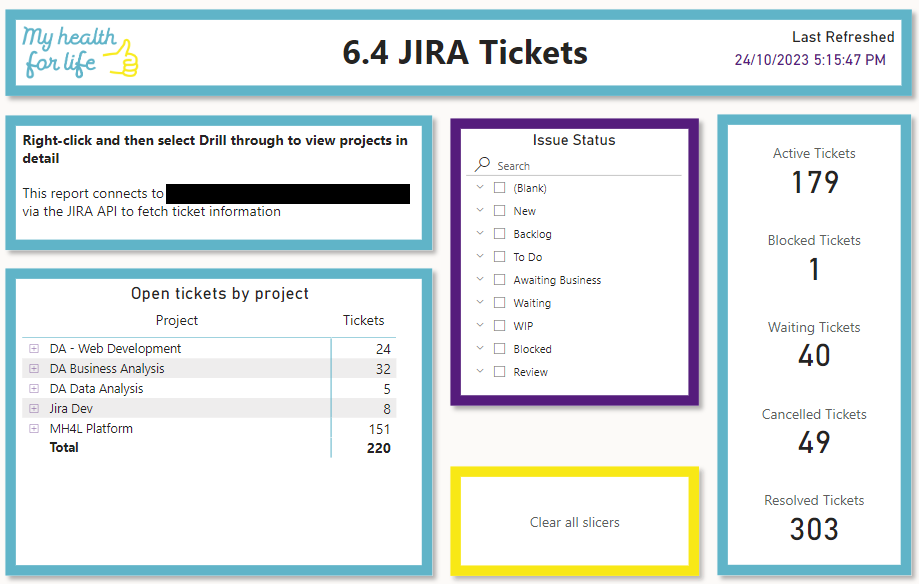 My health
for life
6.4 JIRA Tickets
Last Refreshed
24/10/2023 5:15:47 PM
Right-click and then select Drill through to view projects in
detail
This report connects to
via the JIRA API to fetch ticket information
Open tickets by project
Project Tickets
DA - Web Development 24
DA Business Analysis 32
DA Data Analysis 5
Jira Dev 8
MH4L Platform 151
Total 220
Issue Status
Search
(Blank)
New
Backlog
To Do
Awaiting Business
Waiting
WIP
Blocked
Review
Clear all slicers
Active Tickets
179
Blocked Tickets
1
Waiting Tickets
40
Cancelled Tickets
49
Resolved Tickets
303